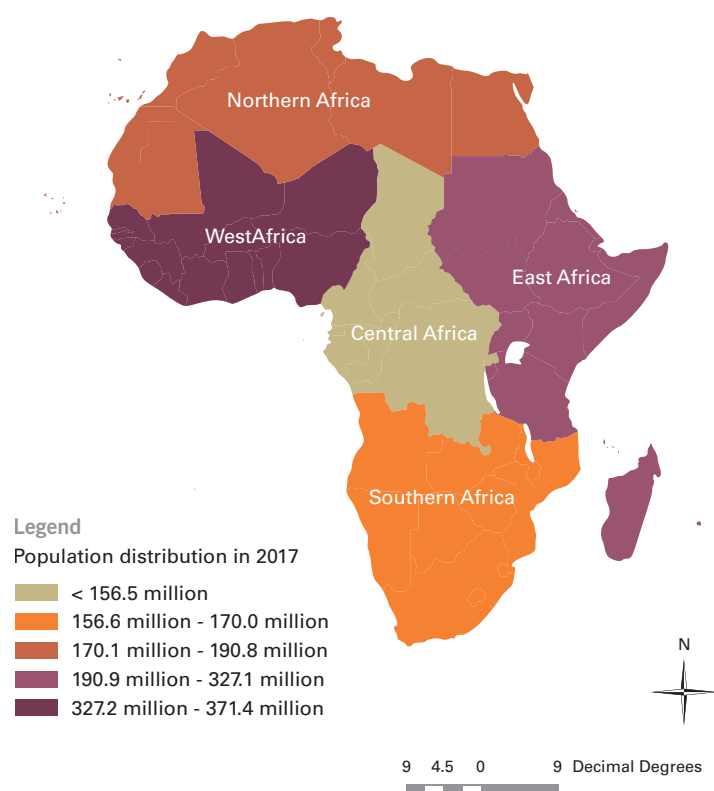 Northern Africa
WestAfrica
East Africa
Central Africa
Southern Africa
Legend
Population distribution in 2017
< 156.5 million
156.6 million - 170.0 million
170.1 million - 190.8 million
190.9 million - 327.1 million
327.2 million - 371.4 million
N
9 4.5 0 9 Decimal Degrees